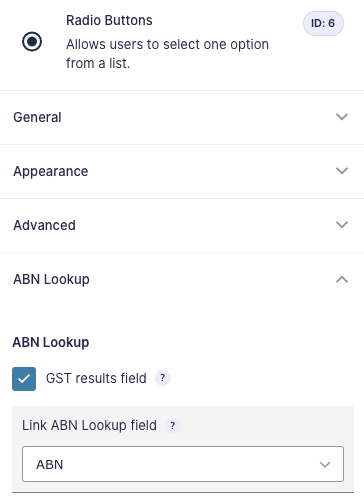 Radio Buttons
ID: 6
Allows users to select one option
from a list.
General
Appearance
Advanced
ABN Lookup
ABN Lookup
GST results field ?
Link ABN Lookup field ?
ABN